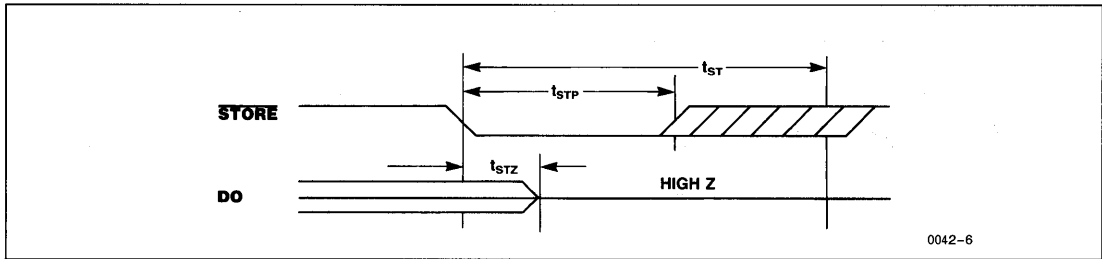 tST
tSTP
STORE
tSTZ
DO
HIGH Z
0042-6